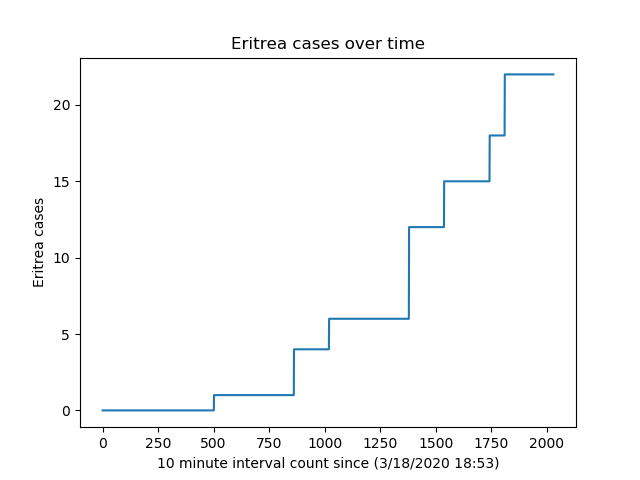 Eritrea cases over time
Eritrea cases
20
15
10
5
0
0 250 500 750 1000 1250 1500 1750 2000
10 minute interval count since (3/18/2020 18:53)